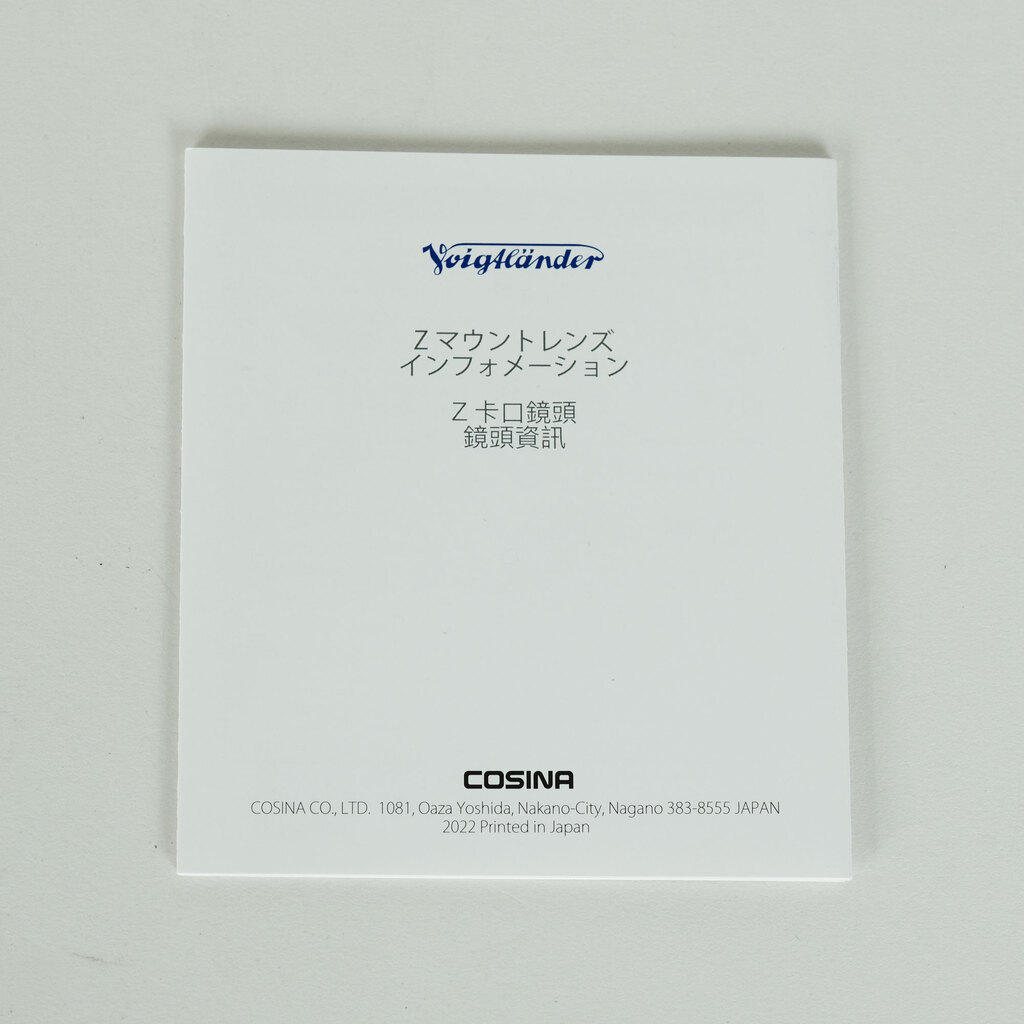 Voigtländer
Z マウントレンズ
インフォメーション
Z 卡口鏡頭
鏡頭資訊
COSINA
COSINA CO., LTD. 1081, Oaza Yoshida, Nakano-City, Nagano 383-8555 JAPAN
2022 Printed in Japan